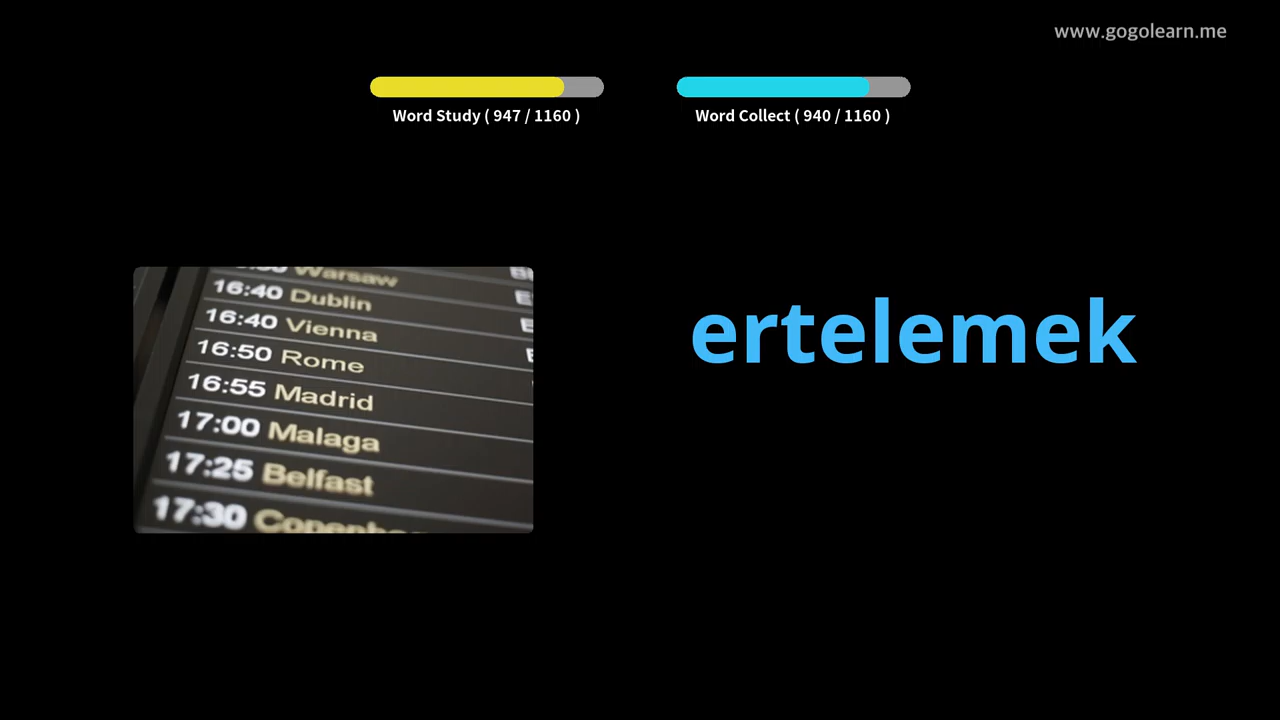 www.gogolearn.me
Word Study ( 947 / 1160 )
Word Collect ( 940 / 1160 )
Warsaw
16:40 Dublin
16:40 Vienna
16:50 Rome
16:55 Madrid
17:00 Malaga
17:25 Belfast
17:30
ertelemek